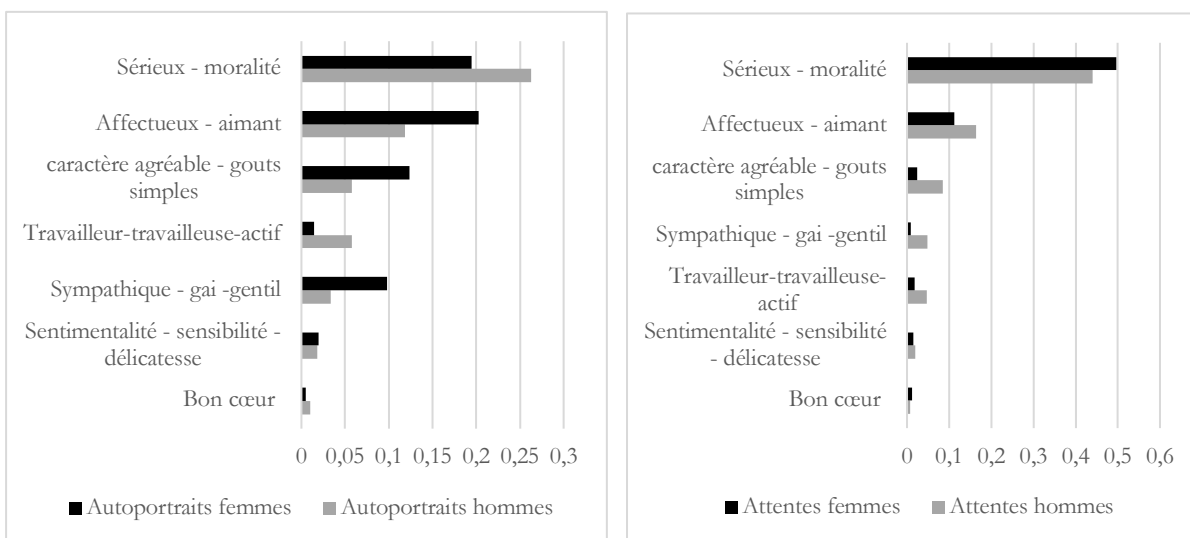 Sérieux - moralité
Affectueux - aimant
caractère agréable - gouts
simples
Travailleur-travailleuse-actif
Sympathique - gai -gentil
Sentimentalité - sensibilité -
délicatesse
Bon cœur
0 0,05 0,1 0,15 0,2 0,25 0,3
Autoportraits femmes Autoportraits hommes
Sérieux - moralité
Affectueux - aimant
caractère agréable - gouts
simples
Sympathique - gai -gentil
Travailleur-travailleuse-
actif
Sentimentalité - sensibilité
- délicatesse
Bon cœur
0 0,1 0,2 0,3 0,4 0,5 0,6
Attentes femmes Attentes hommes